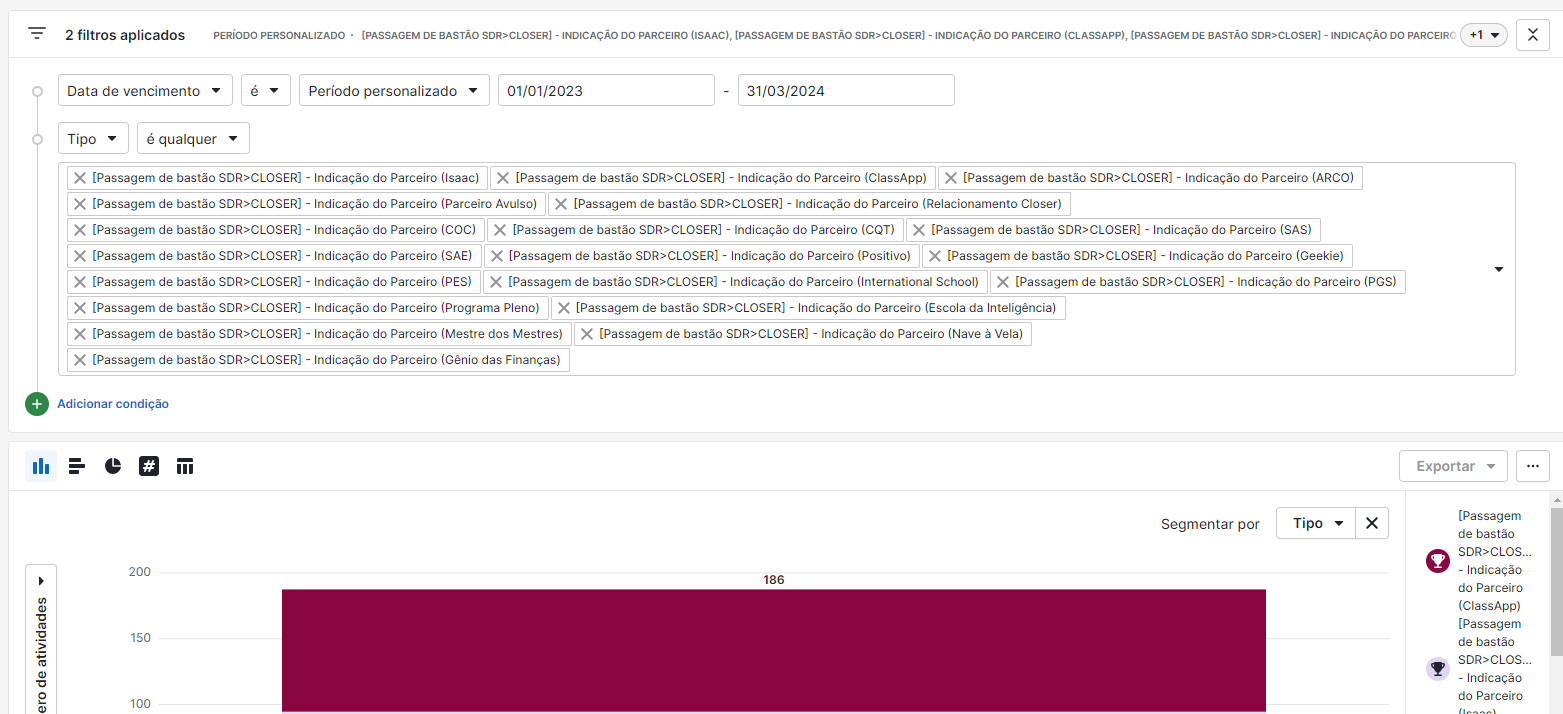 2 filtros aplicados PERÍODO PERSONALIZADO · [PASSAGEM DE BASTÃO SDR>CLOSER] - INDICAÇÃO DO PARCEIRO (ISAAC), [PASSAGEM DE BASTÃO SDR>CLOSER] - INDICAÇÃO DO PARCEIRO (CLASSAPP), [PASSAGEM DE BASTÃO SDR>CLOSER] - INDICAÇÃO DO PARCEIRO +1
Data de vencimento é Período personalizado 01/01/2023 - 31/03/2024
Tipo é qualquer
[Passagem de bastão SDR>CLOSER] - Indicação do Parceiro (Isaac) [Passagem de bastão SDR>CLOSER] - Indicação do Parceiro (ClassApp) [Passagem de bastão SDR>CLOSER] - Indicação do Parceiro (ARCO)
[Passagem de bastão SDR>CLOSER] - Indicação do Parceiro (Parceiro Avulso) [Passagem de bastão SDR>CLOSER] - Indicação do Parceiro (Relacionamento Closer)
[Passagem de bastão SDR>CLOSER] - Indicação do Parceiro (COC) [Passagem de bastão SDR>CLOSER] - Indicação do Parceiro (CQT) [Passagem de bastão SDR>CLOSER] - Indicação do Parceiro (SAS)
[Passagem de bastão SDR>CLOSER] - Indicação do Parceiro (SAE) [Passagem de bastão SDR>CLOSER] - Indicação do Parceiro (Positivo) [Passagem de bastão SDR>CLOSER] - Indicação do Parceiro (Geekie)
[Passagem de bastão SDR>CLOSER] - Indicação do Parceiro (PES) [Passagem de bastão SDR>CLOSER] - Indicação do Parceiro (International School) [Passagem de bastão SDR>CLOSER] - Indicação do Parceiro (PGS)
[Passagem de bastão SDR>CLOSER] - Indicação do Parceiro (Programa Pleno) [Passagem de bastão SDR>CLOSER] - Indicação do Parceiro (Escola da Inteligência)
[Passagem de bastão SDR>CLOSER] - Indicação do Parceiro (Mestre dos Mestres) [Passagem de bastão SDR>CLOSER] - Indicação do Parceiro (Nave à Vela)
[Passagem de bastão SDR>CLOSER] - Indicação do Parceiro (Gênio das Finanças)
Adicionar condição
Exportar ...
Segmentar por Tipo
200
186
150
100
ero de atividades
[Passagem
de bastão
SDR>CLOS...
- Indicação
do Parceiro
(ClassApp)
[Passagem
de bastão
SDR>CLOS...
- Indicação
do Parceiro
(Isaac)